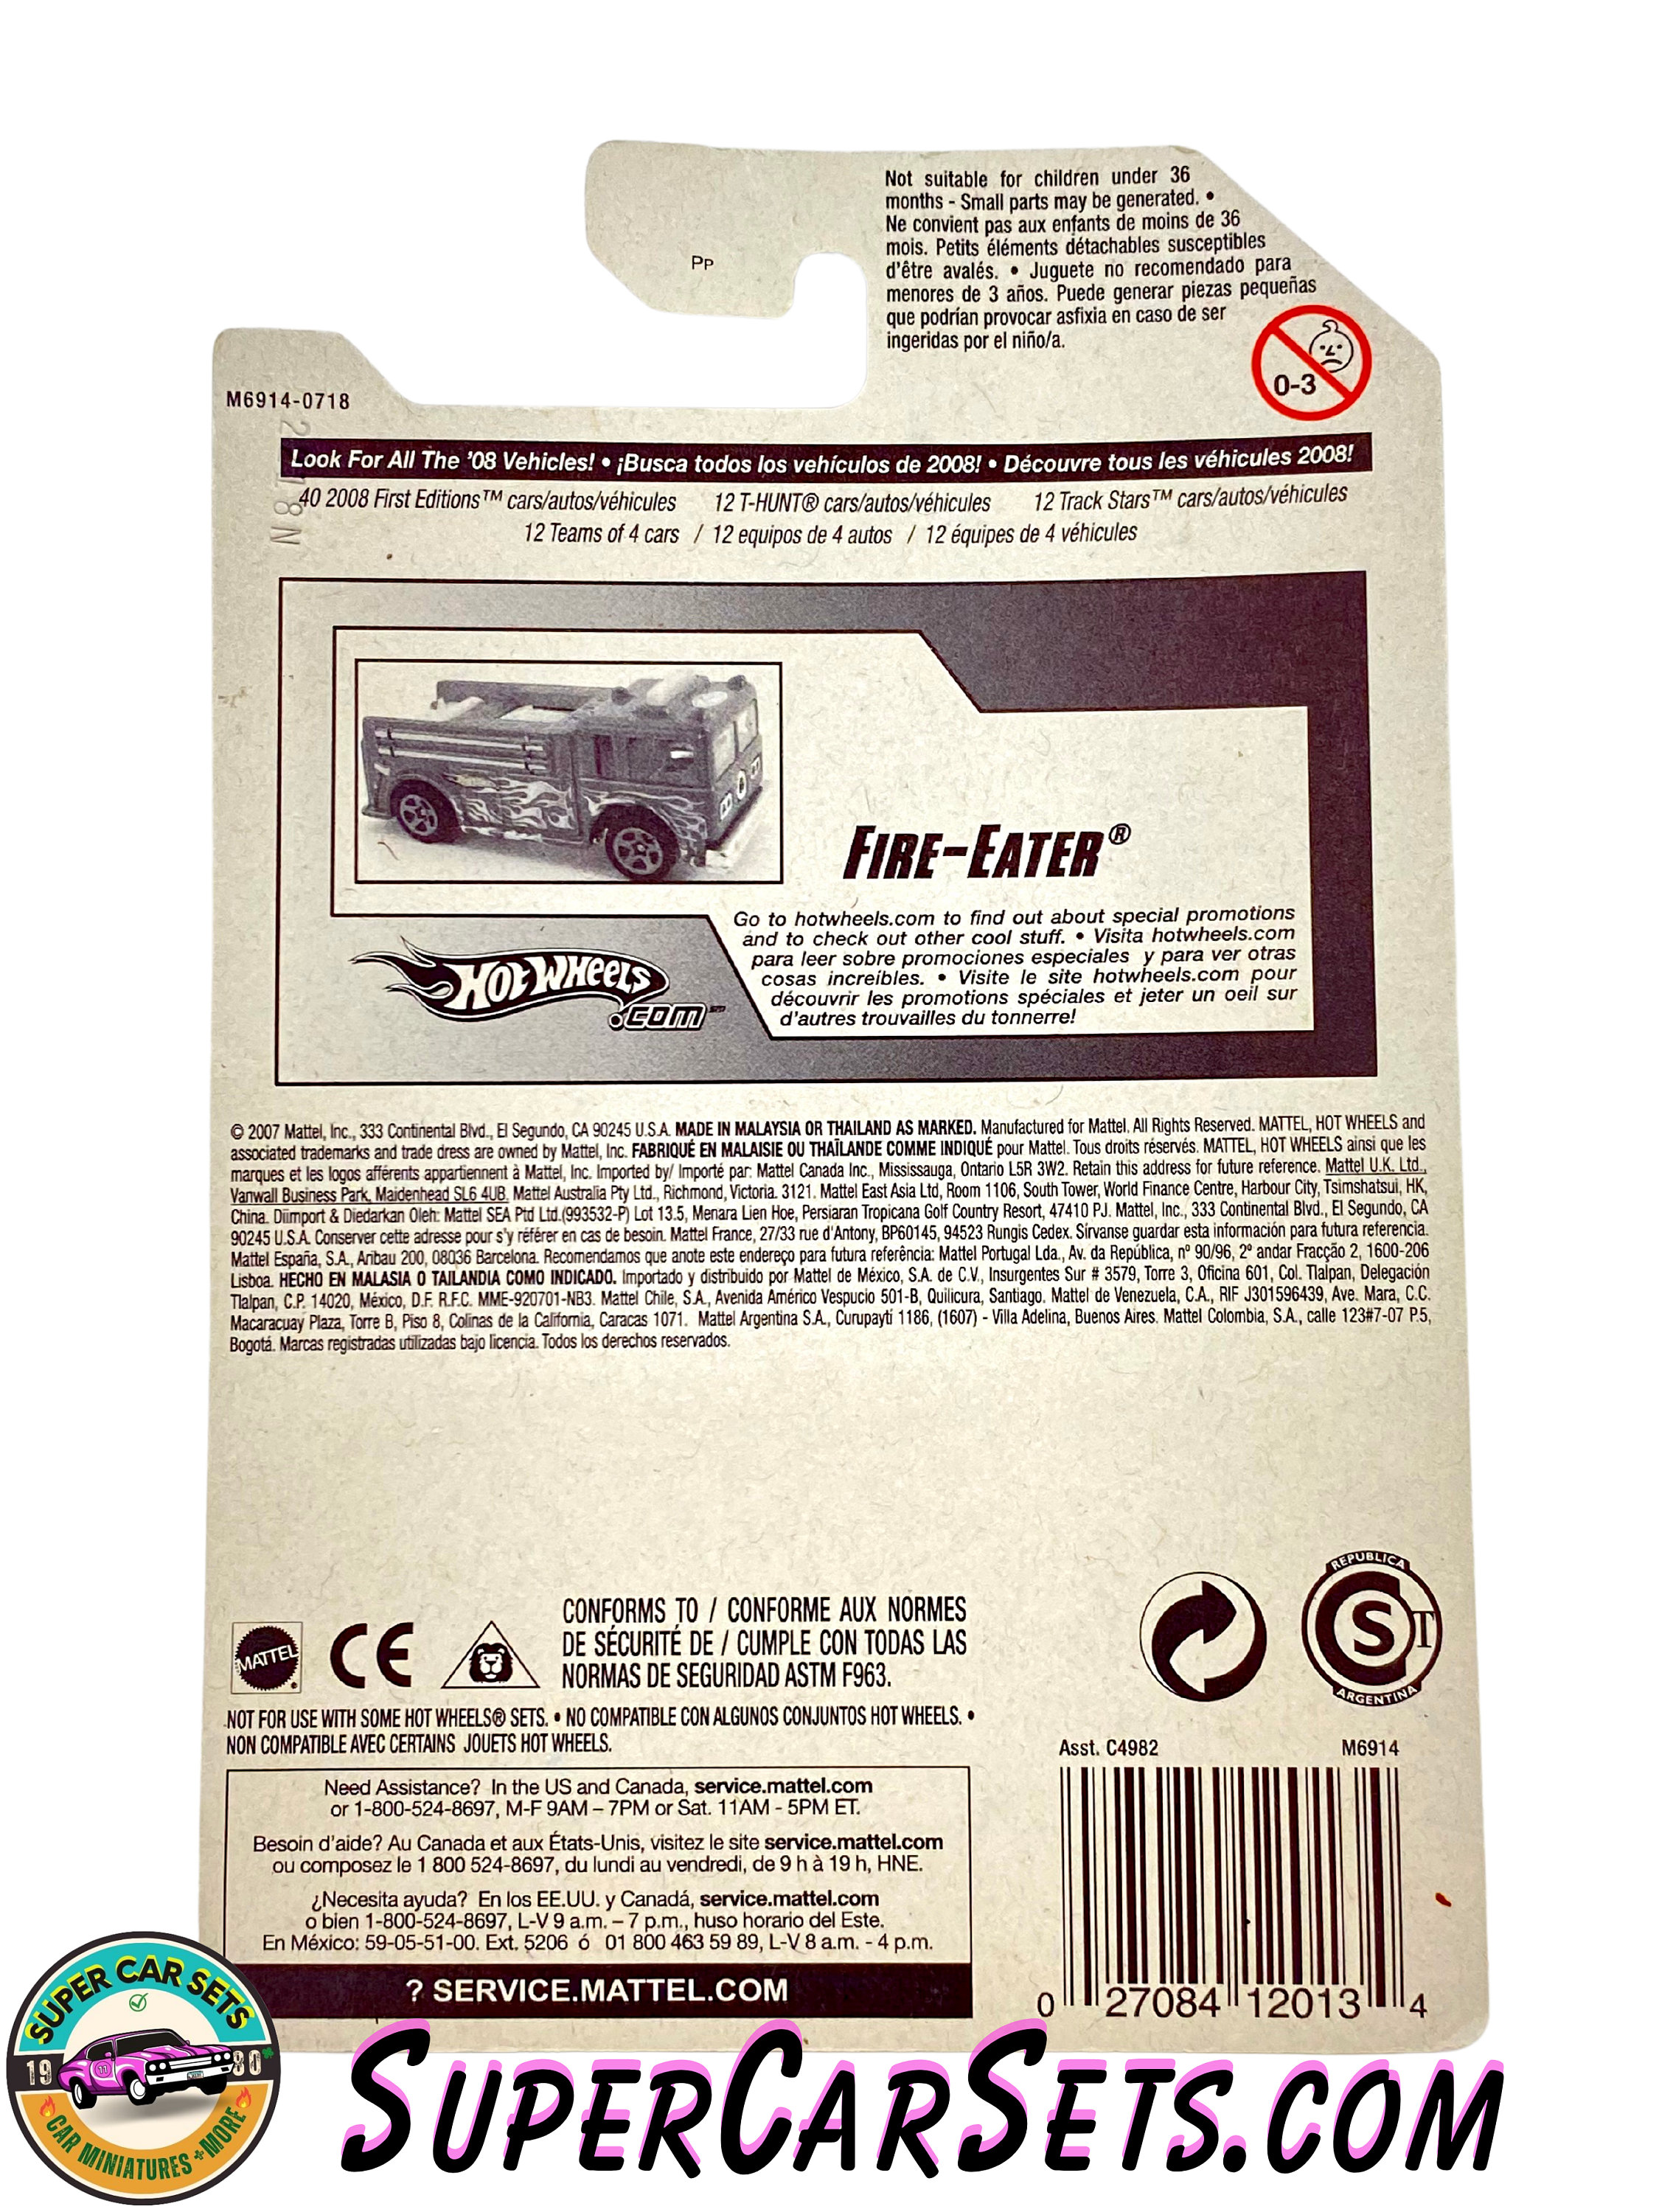 Not suitable for children under 36
months - Small parts may be generated. •
Ne convient pas aux enfants de moins de 36
mois. Petits éléments détachables susceptibles
d'être avalés. • Juguete no recomendado para
menores de 3 años. Puede generar piezas pequeñas
que podrían provocar asfixia en caso de ser
ingeridas por el niño/a.
PP
0-3
M6914-0718
Look For All The '08 Vehicles! • ¡Busca todos los vehículos de 2008! • Découvre tous les véhicules 2008!
40 2008 First Editions™ cars/autos/véhicules 12 T-HUNT® cars/autos/véhicules 12 Track Stars™ cars/autos/véhicules
12 Teams of 4 cars / 12 equipos de 4 autos / 12 équipes de 4 véhicules
FIRE-EATER®
Go to hotwheels.com to find out about special promotions
and to check out other cool stuff. • Visita hotwheels.com
para leer sobre promociones especiales y para ver otras
cosas increíbles. • Visite le site hotwheels.com pour
découvrir les promotions spéciales et jeter un oeil sur
d'autres trouvailles du tonnerre!
HOT WHEELS
.COM
© 2007 Mattel, Inc., 333 Continental Blvd., El Segundo, CA 90245 U.S.A. MADE IN MALAYSIA OR THAILAND AS MARKED. Manufactured for Mattel. All Rights Reserved. MATTEL, HOT WHEELS and
associated trademarks and trade dress are owned by Mattel, Inc. FABRIQUÉ EN MALAISIE OU THAÏLANDE COMME INDIQUÉ pour Mattel. Tous droits réservés. MATTEL, HOT WHEELS ainsi que les
marques et les logos afférents appartiennent à Mattel, Inc. Imported by/ Importé par: Mattel Canada Inc., Mississauga, Ontario L5R 3W2. Retain this address for future reference. Mattel U.K. Ltd.,
Vanwall Business Park, Maidenhead SL6 4UB. Mattel Australia Pty Ltd., Richmond, Victoria. 3121. Mattel East Asia Ltd, Room 1106, South Tower, World Finance Centre, Harbour City, Tsimshatsui, HK,
China. Diimport & Diedarkan Oleh: Mattel SEA Ptd Ltd.(993532-P) Lot 13.5, Menara Lien Hoe, Persiaran Tropicana Golf Country Resort, 47410 PJ. Mattel, Inc., 333 Continental Blvd., El Segundo, CA
90245 U.S.A. Conserver cette adresse pour s'y référer en cas de besoin. Mattel France, 27/33 rue d'Antony, BP60145, 94523 Rungis Cedex. Sírvanse guardar esta información para futura referencia.
Mattel España, S.A., Aribau 200, 08036 Barcelona. Recomendamos que anote este endereço para futura referência: Mattel Portugal Lda., Av. da República, nº 90/96, 2º andar Fracção 2, 1600-206
Lisboa. HECHO EN MALASIA O TAILANDIA COMO INDICADO. Importado y distribuido por Mattel de México, S.A. de C.V., Insurgentes Sur # 3579, Torre 3, Oficina 601, Col. Tlalpan, Delegación
Tlalpan, C.P. 14020, México, D.F. R.F.C. MME-920701-NB3. Mattel Chile, S.A., Avenida Américo Vespucio 501-B, Quilicura, Santiago. Mattel de Venezuela, C.A., RIF J301596439, Ave. Mara, C.C.
Macaracuay Plaza, Torre B, Piso 8, Colinas de la California, Caracas 1071. Mattel Argentina S.A., Curupaytí 1186, (1607) - Villa Adelina, Buenos Aires. Mattel Colombia, S.A., calle 123#7-07 P.5,
Bogotá. Marcas registradas utilizadas bajo licencia. Todos los derechos reservados.
MATTEL
CE
CONFORMS TO / CONFORME AUX NORMES
DE SÉCURITÉ DE / CUMPLE CON TODAS LAS
NORMAS DE SEGURIDAD ASTM F963.
REPUBLICA
S T
ARGENTINA
NOT FOR USE WITH SOME HOT WHEELS® SETS. • NO COMPATIBLE CON ALGUNOS CONJUNTOS HOT WHEELS. •
NON COMPATIBLE AVEC CERTAINS JOUETS HOT WHEELS.
Asst. C4982 M6914
Need Assistance? In the US and Canada, service.mattel.com
or 1-800-524-8697, M-F 9AM – 7PM or Sat. 11AM - 5PM ET.
Besoin d'aide? Au Canada et aux États-Unis, visitez le site service.mattel.com
ou composez le 1 800 524-8697, du lundi au vendredi, de 9 h à 19 h, HNE.
¿Necesita ayuda? En los EE.UU. y Canadá, service.mattel.com
o bien 1-800-524-8697, L-V 9 a.m. – 7 p.m., huso horario del Este.
En México: 59-05-51-00. Ext. 5206 ó 01 800 463 59 89, L-V 8 a.m. - 4 p.m.
? SERVICE.MATTEL.COM
0 27084 12013 4
SUPER CAR SETS
19 80
CAR MINIATURES + MORE
SUPERCARSETS.COM